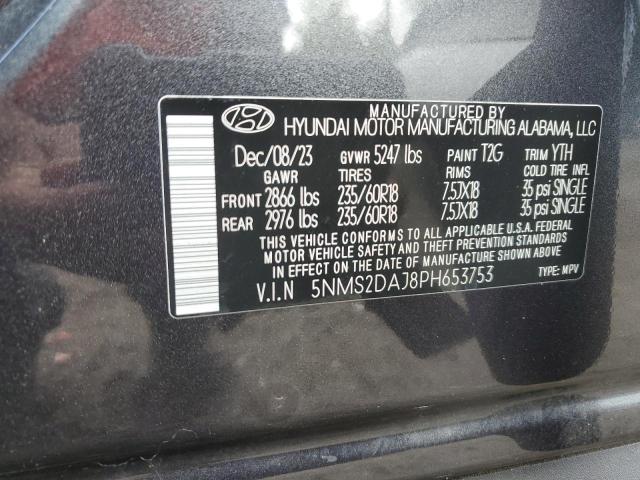 MANUFACTURED BY
HYUNDAI MOTOR MANUFACTURING ALABAMA, LLC
Dec/08/23 GVWR 5247 lbs PAINT T2G TRIM YTH
GAWR TIRES RIMS COLD TIRE INFL
FRONT 2866 lbs 235/60R18 7.5JX18 35 psi SINGLE
REAR 2976 lbs 235/60R18 7.5JX18 35 psi SINGLE
THIS VEHICLE CONFORMS TO ALL APPLICABLE U.S.A. FEDERAL
MOTOR VEHICLE SAFETY AND THEFT PREVENTION STANDARDS
IN EFFECT ON THE DATE OF MANUFACTURE SHOWN ABOVE.
V.I.N 5NMS2DAJ8PH653753 TYPE: MPV